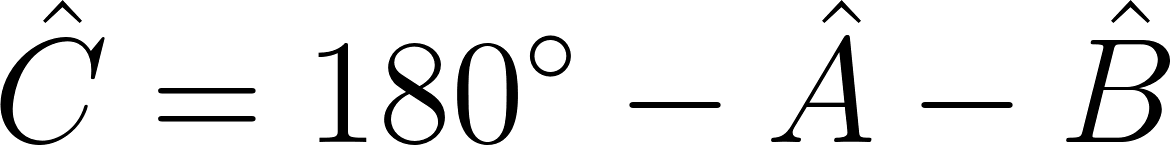 Ĉ = 180° − Â − B̂